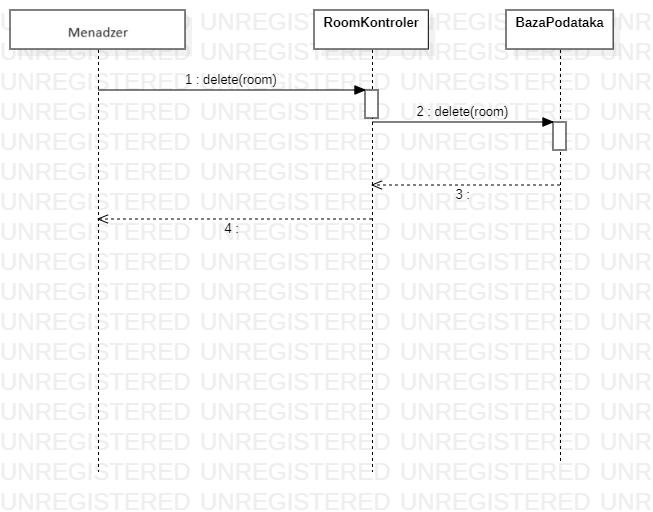 Menadzer
RoomKontroler
BazaPodataka
1 : delete(room)
2 : delete(room)
3 :
4 :
UNREGISTERED UNREGISTERED UNREGISTERED UNR